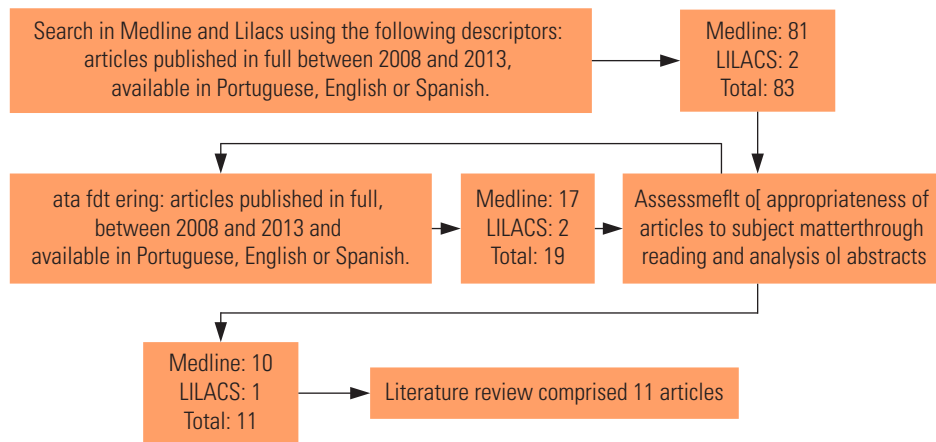 Search in Medline and Lilacs using the following descriptors:
articles published in full between 2008 and 2013,
available in Portuguese, English or Spanish.
Medline: 81
LILACS: 2
Total: 83
ata fdt ering: articles published in full,
between 2008 and 2013 and
available in Portuguese, English or Spanish.
Medline: 17
LILACS: 2
Total: 19
Assessmeflt o[ appropriateness of
articles to subject matterthrough
reading and analysis ol abstracts
Medline: 10
LILACS: 1
Total: 11
Literature review comprised 11 articles